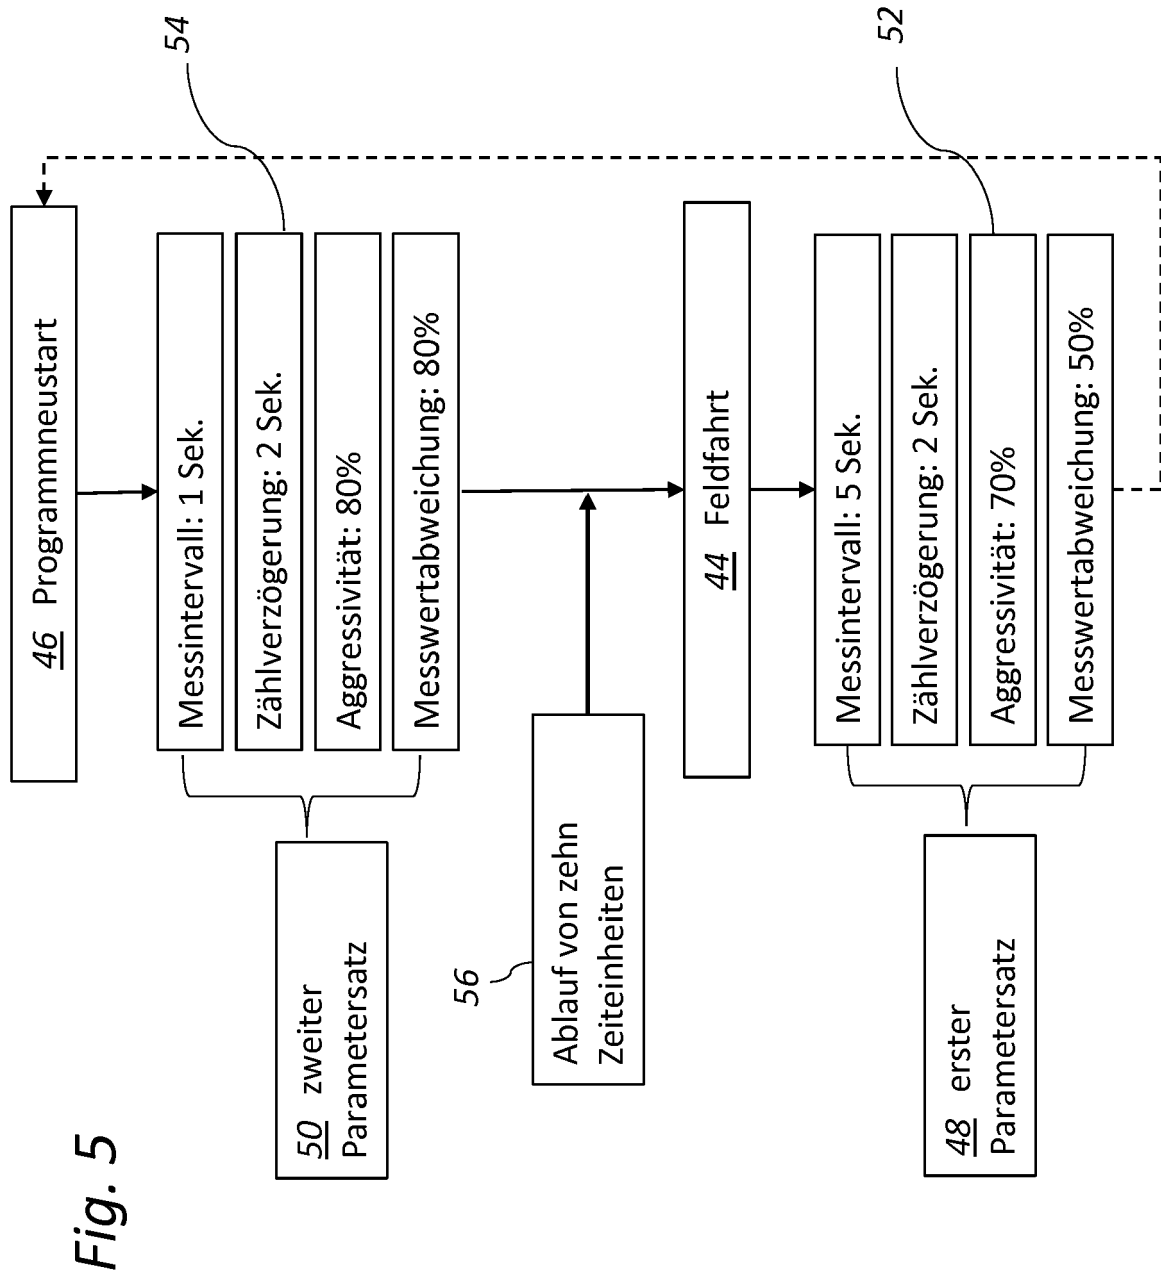 Fig. 5
46 Programmneustart
54
50 zweiter
Parametersatz
Messintervall: 1 Sek.
Zählverzögerung: 2 Sek.
Aggressivität: 80%
Messwertabweichung: 80%
56
Ablauf von zehn
Zeiteinheiten
44 Feldfahrt
52
48 erster
Parametersatz
Messintervall: 5 Sek.
Zählverzögerung: 2 Sek.
Aggressivität: 70%
Messwertabweichung: 50%